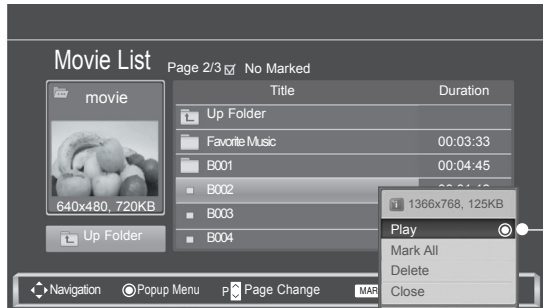 Movie List Page 2/3 No Marked
movie
Title Duration
Up Folder
Favorite Music 00:03:33
B001 00:04:45
B002
640x480, 720KB
B003
1366x768, 125KB
Up Folder
B004
Play
Mark All
Delete
Close
Navigation Popup Menu P Page Change MAR